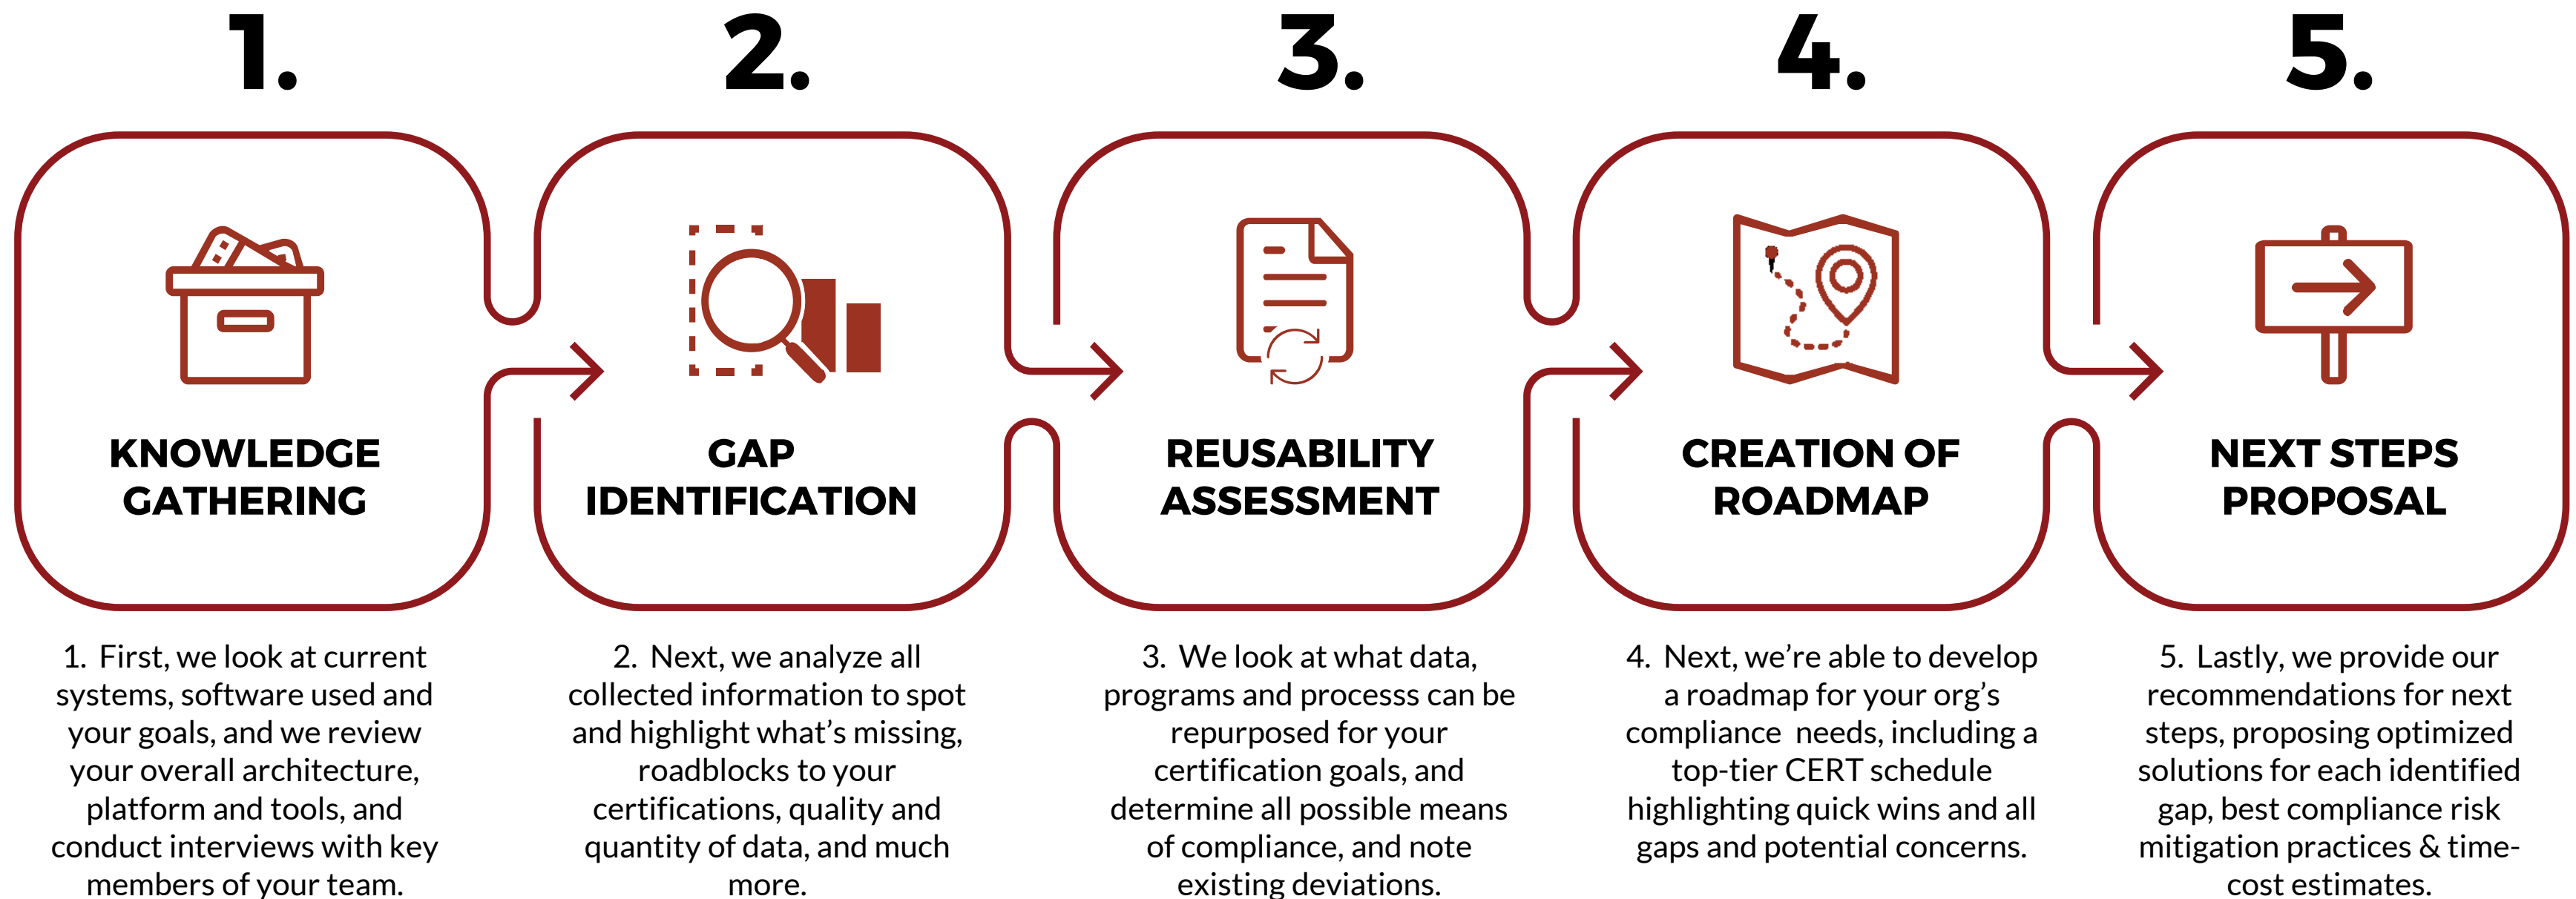 1.
KNOWLEDGE
GATHERING
1. First, we look at current
systems, software used and
your goals, and we review
your overall architecture,
platform and tools, and
conduct interviews with key
members of your team.
2.
GAP
IDENTIFICATION
2. Next, we analyze all
collected information to spot
and highlight what's missing,
roadblocks to your
certifications, quality and
quantity of data, and much
more.
3.
REUSABILITY
ASSESSMENT
3. We look at what data,
programs and processs can be
repurposed for your
certification goals, and
determine all possible means
of compliance, and note
existing deviations.
4.
CREATION OF
ROADMAP
4. Next, we’re able to develop
a roadmap for your org’s
compliance needs, including a
top-tier CERT schedule
highlighting quick wins and all
gaps and potential concerns.
5.
NEXT STEPS
PROPOSAL
5. Lastly, we provide our
recommendations for next
steps, proposing optimized
solutions for each identified
gap, best compliance risk
mitigation practices & time-
cost estimates.